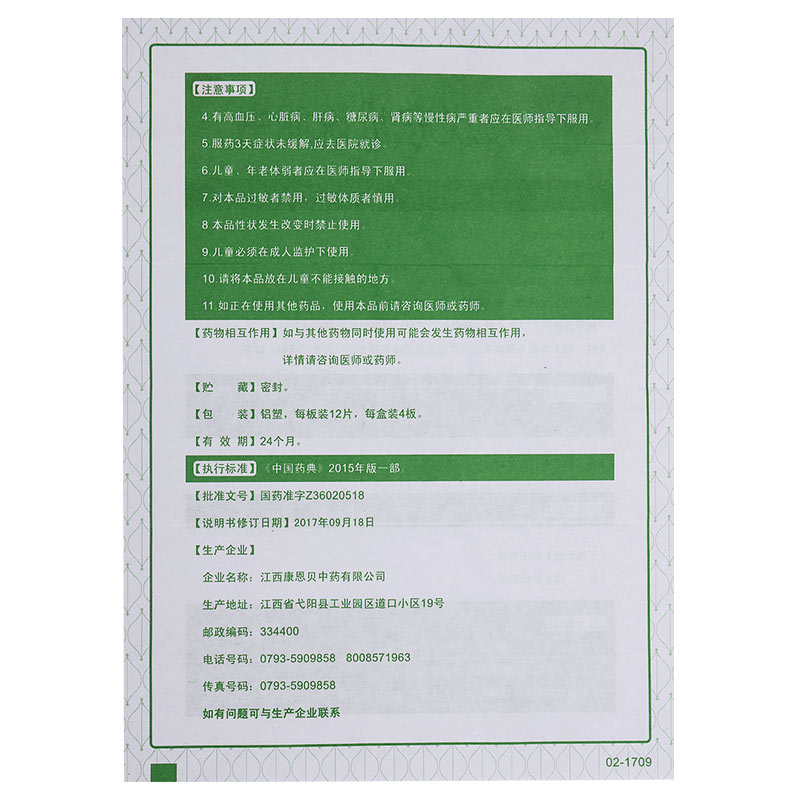 【注意事项】
4.有高血压、心脏病、肝病、糖尿病、肾病等慢性病严重者应在医师指导下服用。
5.服药3天症状未缓解,应去医院就诊。
6.儿童、年老体弱者应在医师指导下服用。
7.对本品过敏者禁用,过敏体质者慎用。
8.本品性状发生改变时禁止使用。
9.儿童必须在成人监护下使用。
10.请将本品放在儿童不能接触的地方。
11.如正在使用其他药品,使用本品前请咨询医师或药师。
【药物相互作用】如与其他药物同时使用可能会发生药物相互作用,
详情请咨询医师或药师。
【贮 藏】密封。
【包 装】铝塑,每板装12片,每盒装4板。
【有 效 期】24个月。
【执行标准】《中国药典》2015年版一部。
【批准文号】国药准字Z36020518
【说明书修订日期】2017年09月18日
【生产企业】
企业名称:江西康恩贝中药有限公司
生产地址:江西省弋阳县工业园区道口小区19号
邮政编码:334400
电话号码:0793-5909858 8008571963
传真号码:0793-5909858
如有问题可与生产企业联系
02-1709